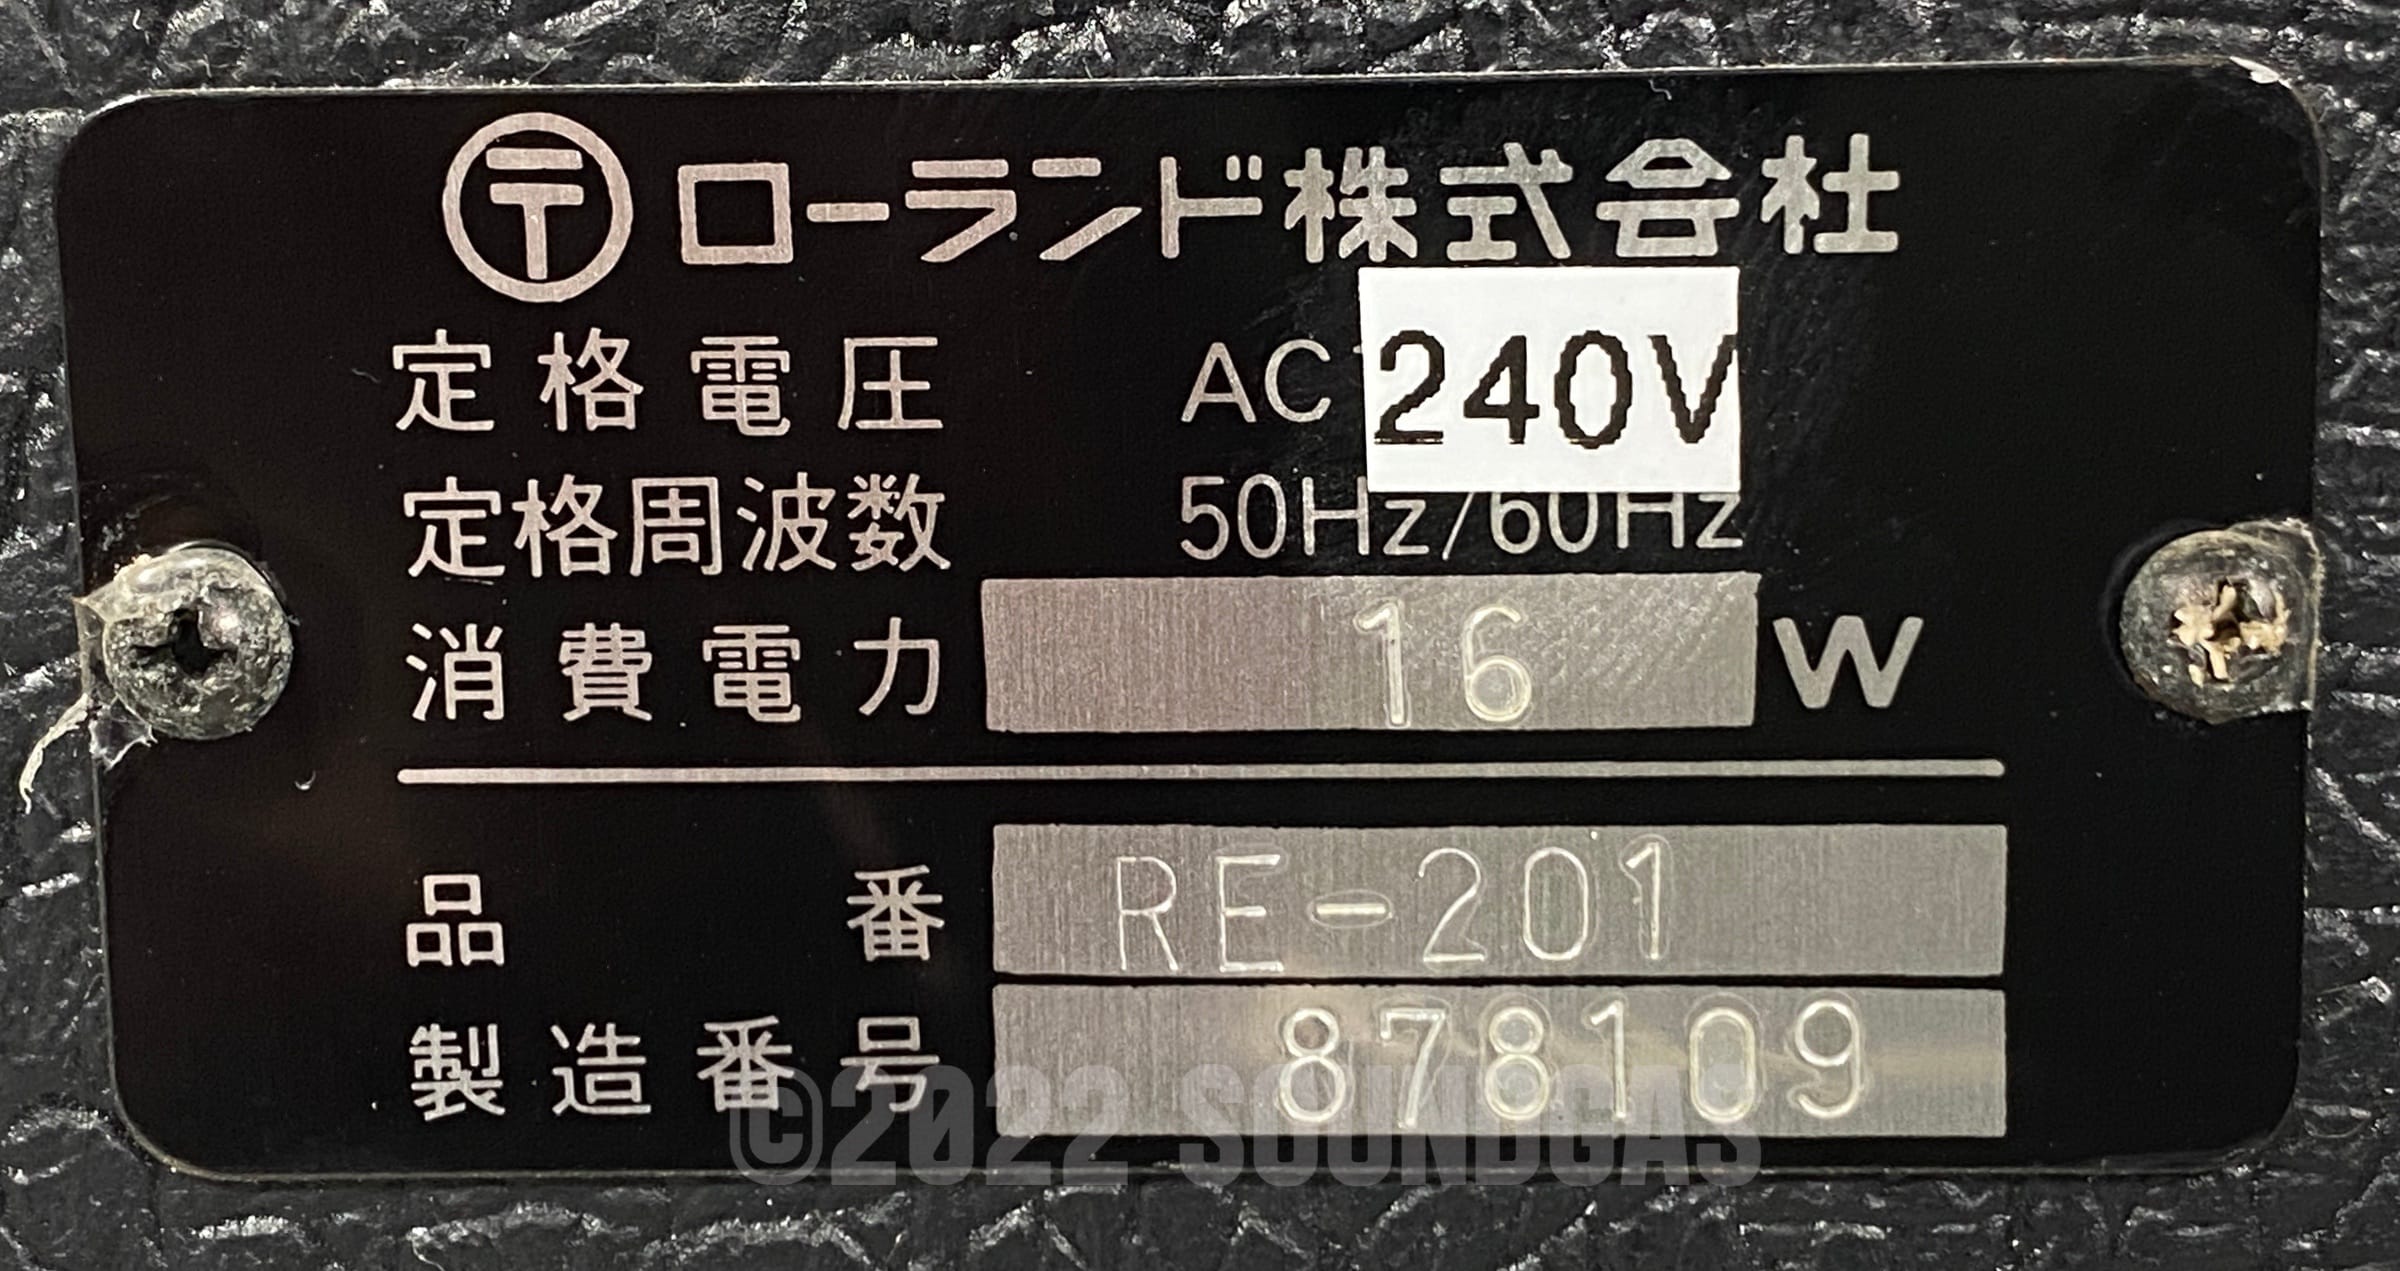 〒 ローランド株式会社
定格電圧 AC 240V
定格周波数 50Hz/60Hz
消費電力 16 W
品番 RE-201
製造番号 878109
©2022 SOUNDGAS